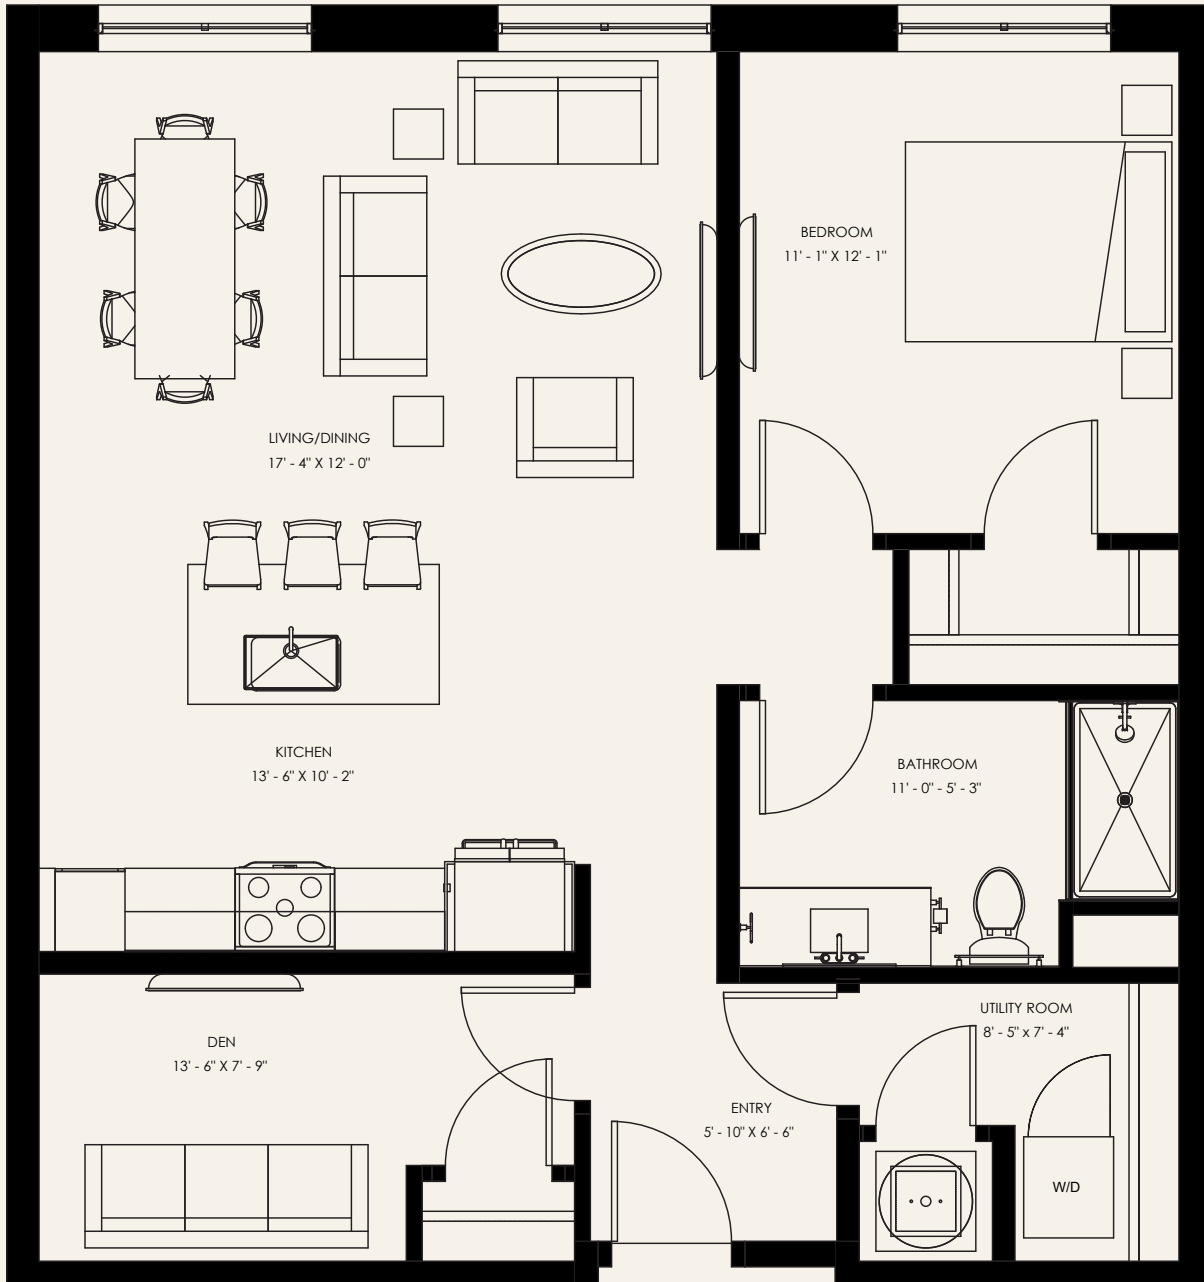 BEDROOM
11' - 1" X 12' - 1"
LIVING/DINING
17' - 4" X 12' - 0"
KITCHEN
13' - 6" X 10' - 2"
BATHROOM
11' - 0" - 5' - 3"
UTILITY ROOM
8' - 5" x 7' - 4"
DEN
13' - 6" X 7' - 9"
ENTRY
5' - 10" X 6' - 6"
W/D